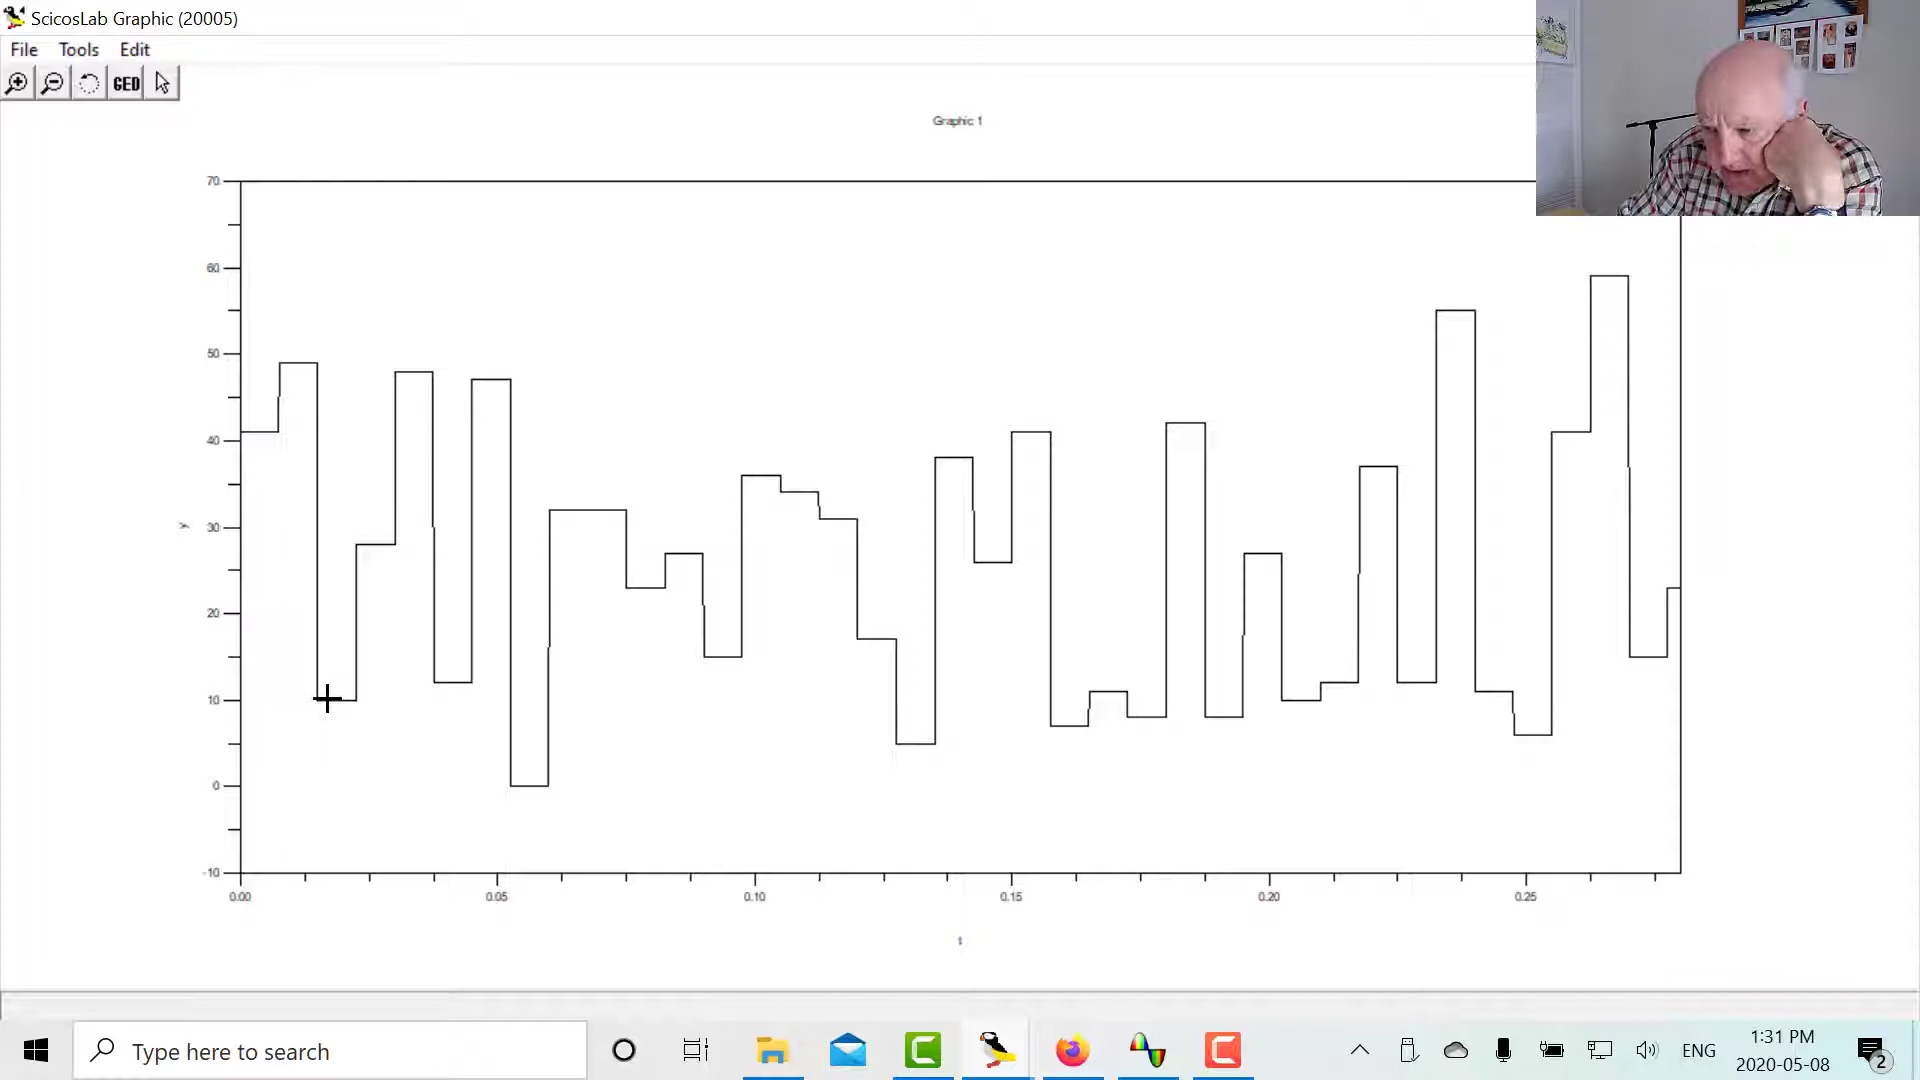 ScicosLab Graphic (20005)
File Tools Edit
GED
Graphic 1
70
60
50
40
y
30
20
10
0
-10
0.00 0.05 0.10 0.15 0.20 0.25
t
Type here to search
ENG
1:31 PM
2020-05-08
2